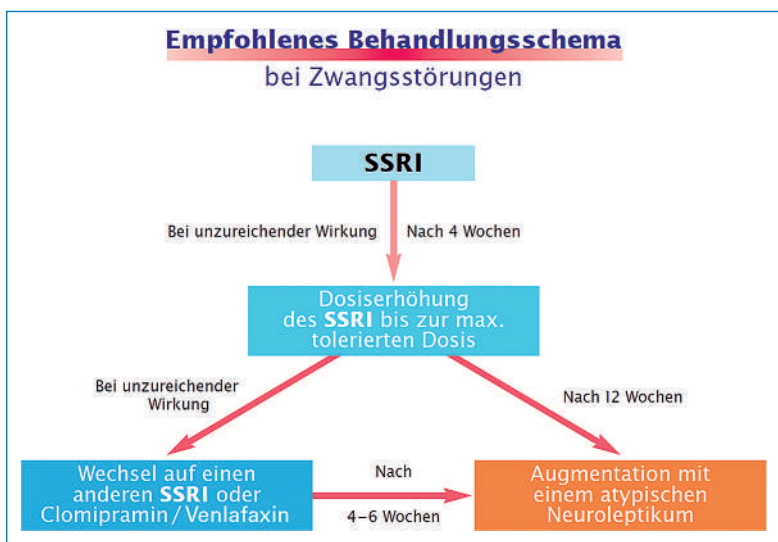 Empfohlenes Behandlungsschema
bei Zwangsstörungen
SSRI
Bei unzureichender Wirkung
Nach 4 Wochen
Dosiserhöhung
des SSRI bis zur max.
tolerierten Dosis
Bei unzureichender
Wirkung
Nach 12 Wochen
Wechsel auf einen
anderen SSRI oder
Clomipramin/Venlafaxin
Nach
4–6 Wochen
Augmentation mit
einem atypischen
Neuroleptikum